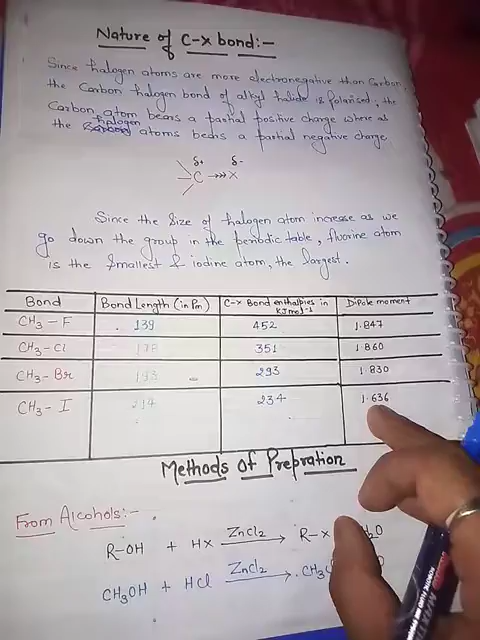 Nature of C-X bond:-
Since halogen atoms are more electronegative than Carbon,
the Carbon halogen bond of alkyl halide is polarised, the
Carbon atom bears a partial positive charge where as
the halogen atoms bears a partial negative charge
δ+ δ-
C →→→ X
Since the Size of halogen atom increase as we
go down the group in the periodic table, fluorine atom
is the smallest & iodine atom, the largest.
Bond | Bond Length (in Pm) | C-X Bond enthalpies in KJmol⁻¹ | Dipole moment
CH3-F | 139 | 452 | 1.847
CH3-Cl | 178 | 351 | 1.860
CH3-Br | 193 | 293 | 1.830
CH3-I | 214 | 234 | 1.636
Methods of Prepration
From Alcohols:-
R-OH + HX ZnCl2 → R-X
CH3OH + HCl ZnCl2 →